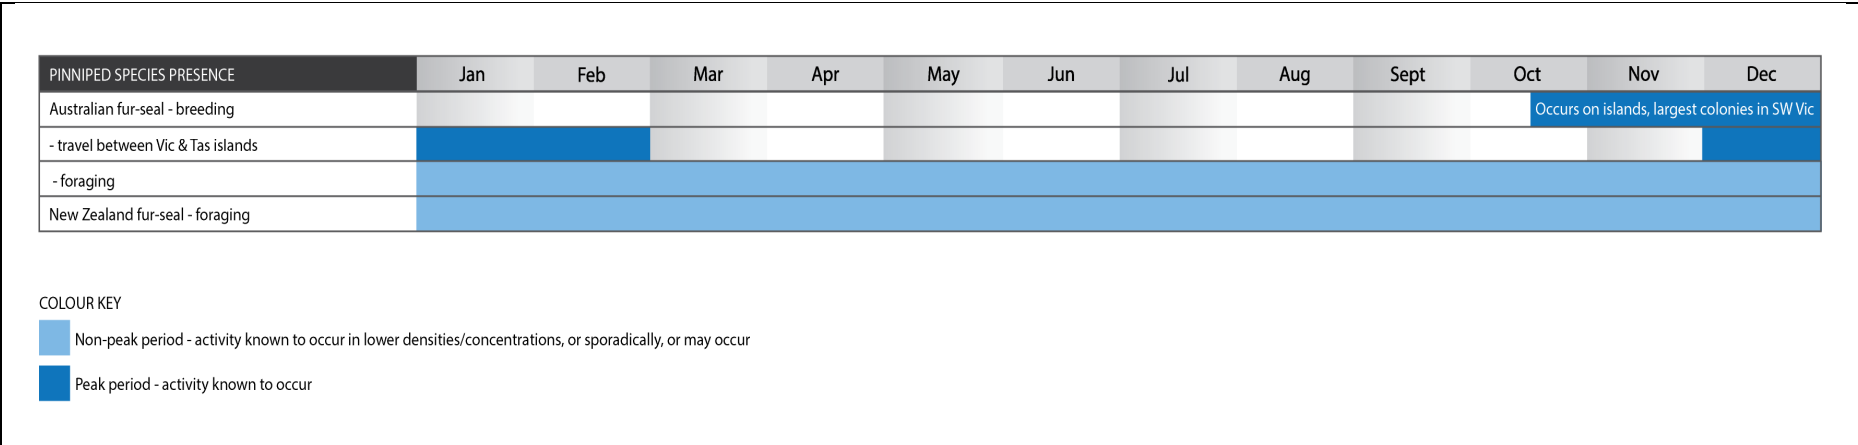 PINNIPED SPECIES PRESENCE Jan Feb Mar Apr May Jun Jul Aug Sept Oct Nov Dec
Australian fur-seal - breeding Occurs on islands, largest colonies in SW Vic
- travel between Vic & Tas islands
- foraging
New Zealand fur-seal - foraging
COLOUR KEY
Non-peak period - activity known to occur in lower densities/concentrations, or sporadically, or may occur
Peak period - activity known to occur